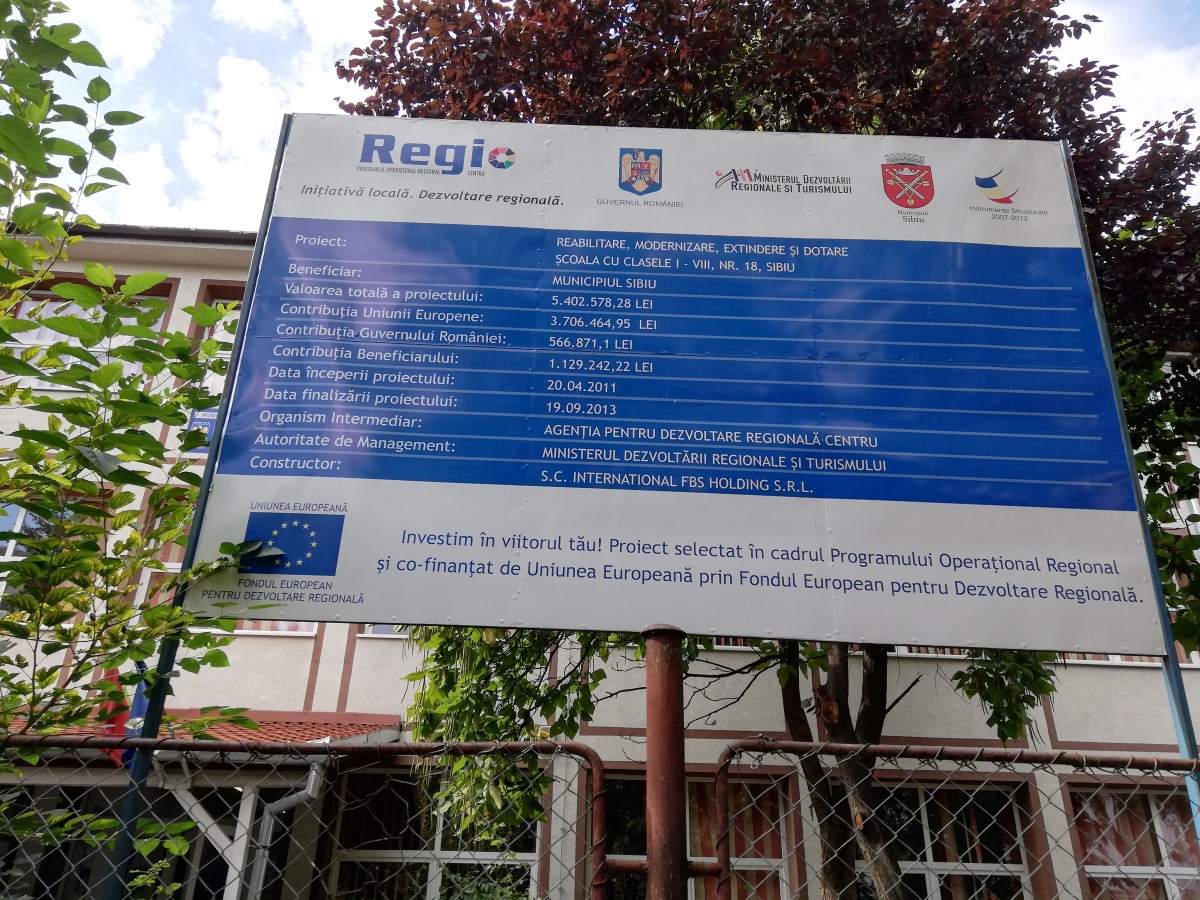 Regio
PROGRAMUL OPERAȚIONAL REGIONAL
CENTRU
Inițiativă locală. Dezvoltare regională.
GUVERNUL ROMÂNIEI
MINISTERUL DEZVOLTĂRII
REGIONALE SI TURISMULUI
Municipiul
Sibiu
Instrumente Structurale
2007-2013
Proiect: REABILITARE, MODERNIZARE, EXTINDERE ȘI DOTARE
ȘCOALA CU CLASELE I - VIII, NR. 18, SIBIU
Beneficiar: MUNICIPIUL SIBIU
Valoarea totală a proiectului: 5.402.578,28 LEI
Contribuția Uniunii Europene: 3.706.464,95 LEI
Contribuția Guvernului României: 566.871,1 LEI
Contribuția Beneficiarului: 1.129.242,22 LEI
Data începerii proiectului: 20.04.2011
Data finalizării proiectului: 19.09.2013
Organism Intermediar: AGENȚIA PENTRU DEZVOLTARE REGIONALĂ CENTRU
Autoritate de Management: MINISTERUL DEZVOLTĂRII REGIONALE ȘI TURISMULUI
Constructor: S.C. INTERNATIONAL FBS HOLDING S.R.L.
UNIUNEA EUROPEANĂ
FONDUL EUROPEAN
PENTRU DEZVOLTARE REGIONALĂ
Investim în viitorul tău! Proiect selectat în cadrul Programului Operațional Regional
și co-finanțat de Uniunea Europeană prin Fondul European pentru Dezvoltare Regională.